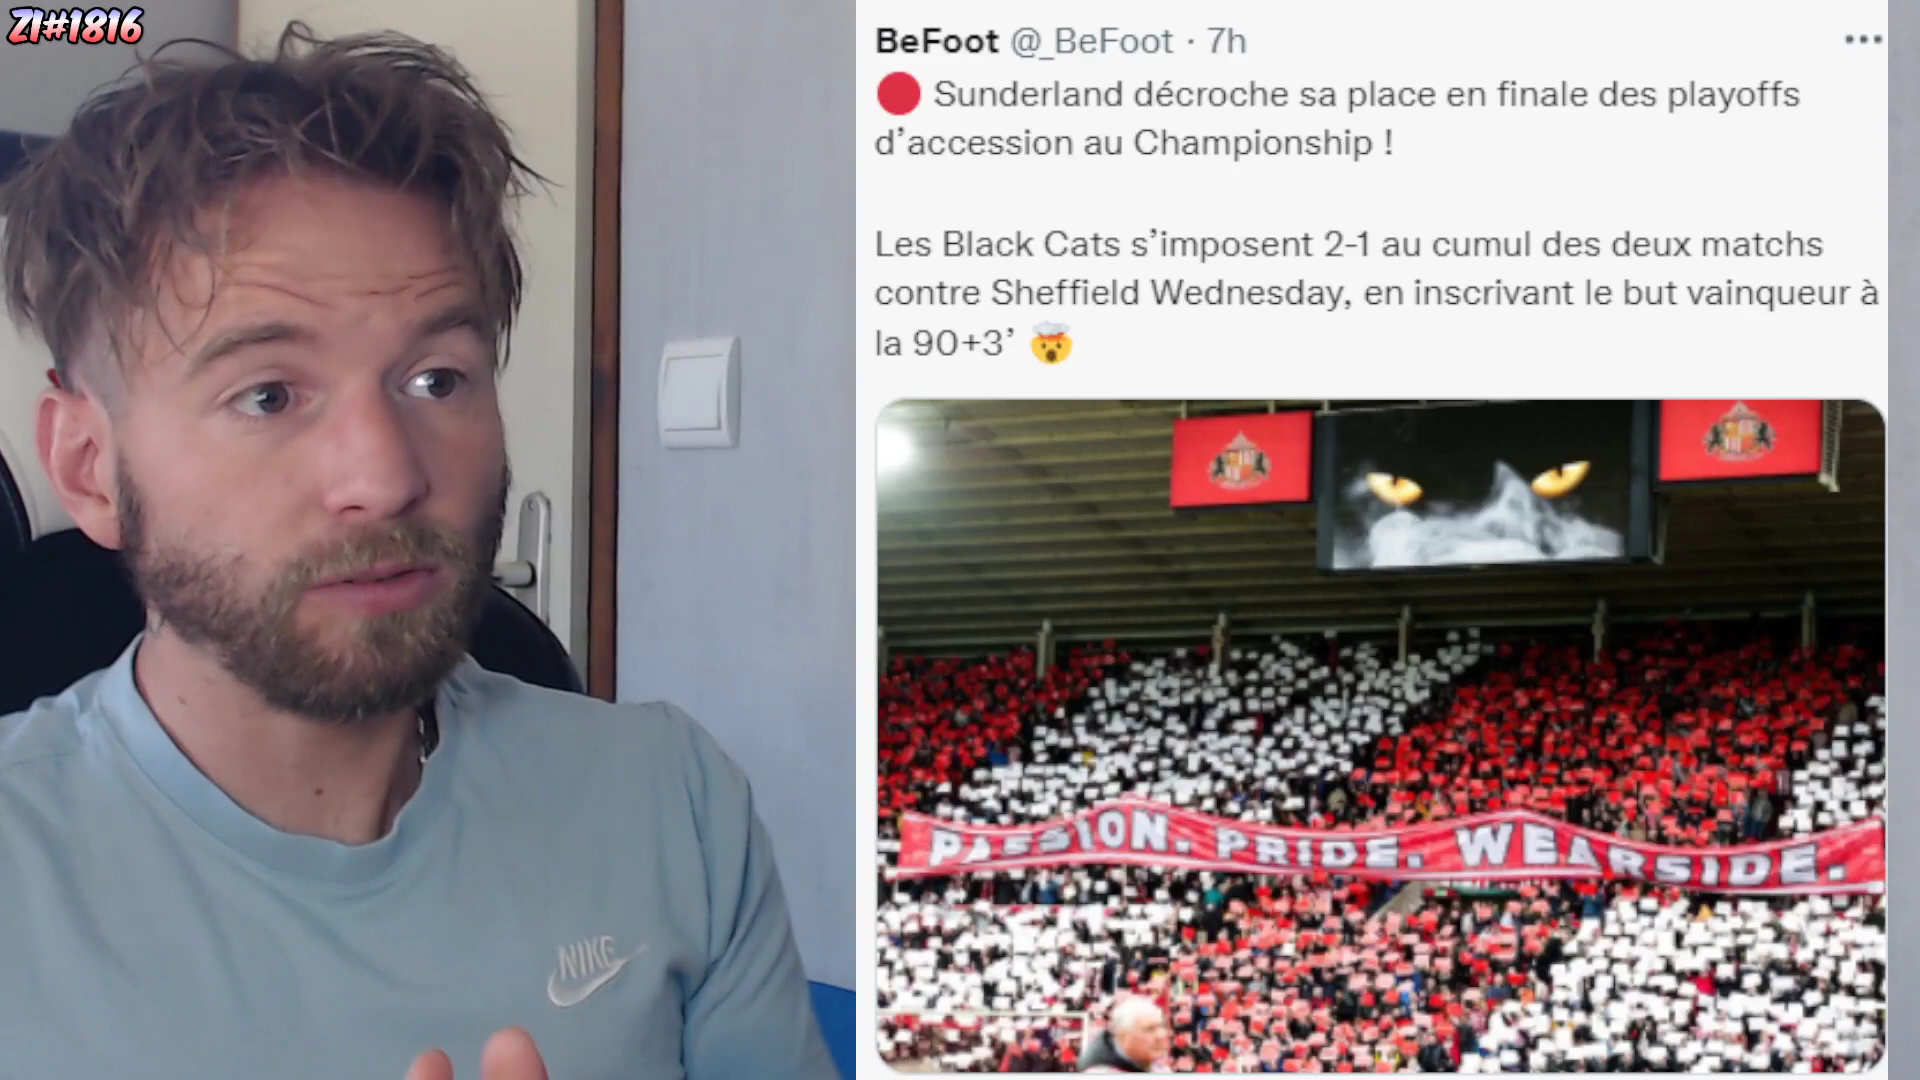 ZI#1816
BeFoot @_BeFoot · 7h
Sunderland décroche sa place en finale des playoffs
d’accession au Championship !
Les Black Cats s’imposent 2-1 au cumul des deux matchs
contre Sheffield Wednesday, en inscrivant le but vainqueur à
la 90+3’
PASSION. PRIDE. WEARSIDE.
NIKE